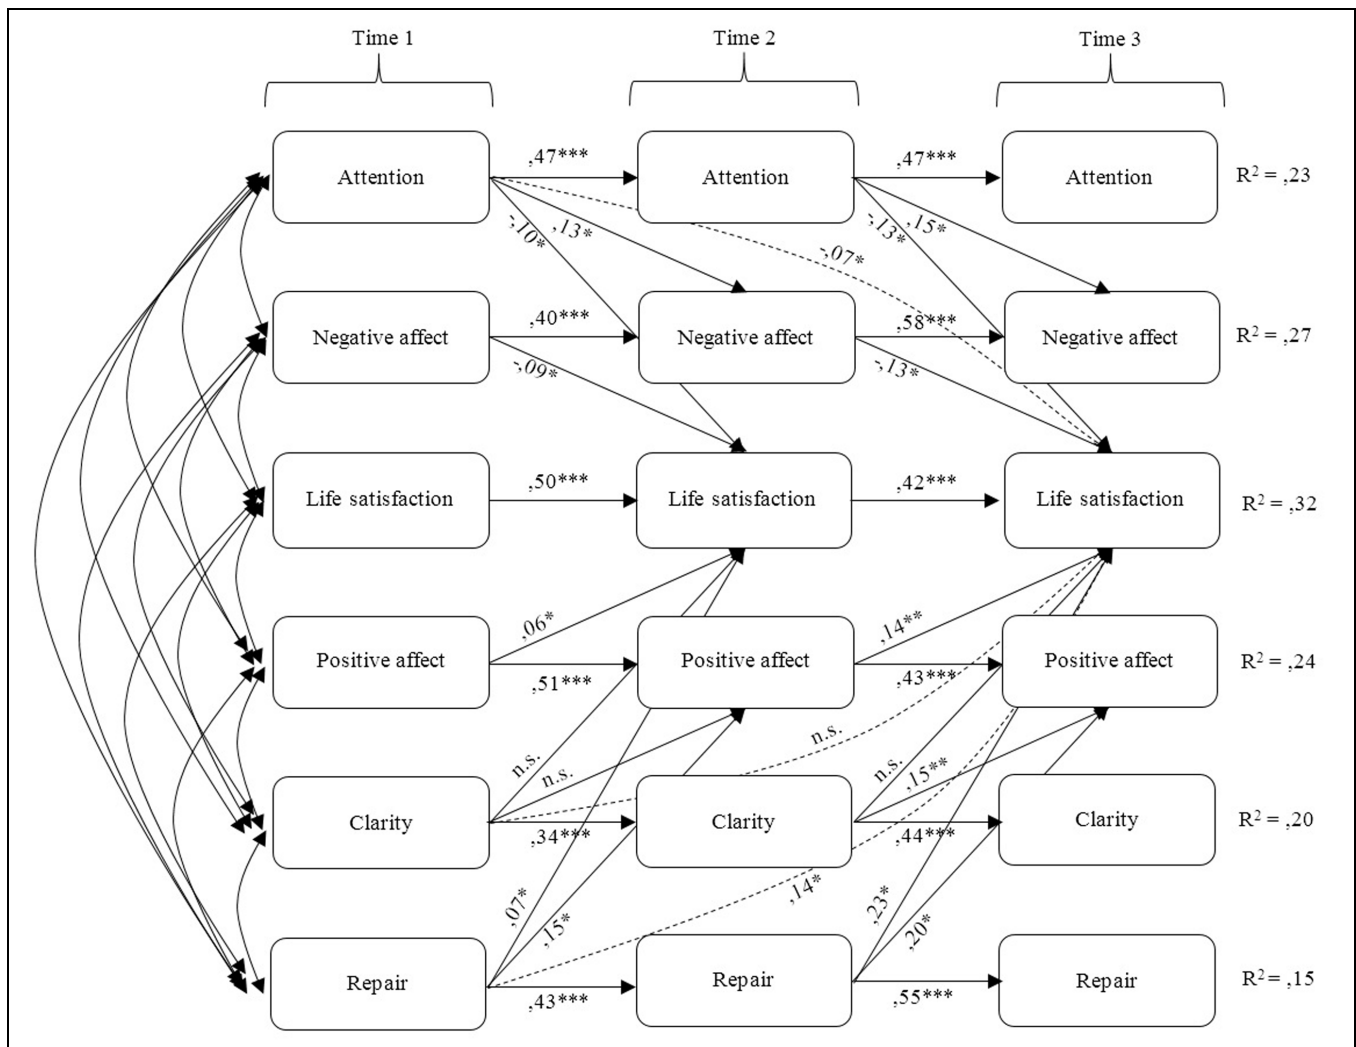 Time 1 Time 2 Time 3
,47*** ,47***
Attention Attention Attention R² = ,23
-,10* ,13* -,13* ,15*
-,07*
,40*** ,58***
Negative affect Negative affect Negative affect R² = ,27
-,09* -,13*
,50*** ,42***
Life satisfaction Life satisfaction Life satisfaction R² = ,32
,06* ,14**
Positive affect Positive affect Positive affect R² = ,24
,51*** ,43***
n.s.
n.s. n.s. n.s. ,15**
Clarity Clarity Clarity R² = ,20
,34*** ,44***
,14*
,07* ,15* ,23* ,20*
Repair Repair Repair R² = ,15
,43*** ,55***